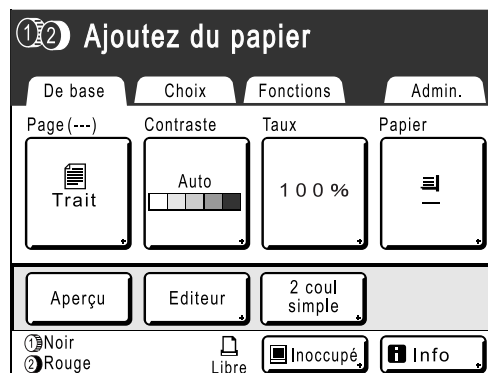 ①② Ajoutez du papier
De base Choix Fonctions Admin.
Page(---) Contraste Taux Papier
Trait
Auto
100%
Aperçu Editeur 2 coul
simple
①Noir
②Rouge
Libre
Inoccupé
Info